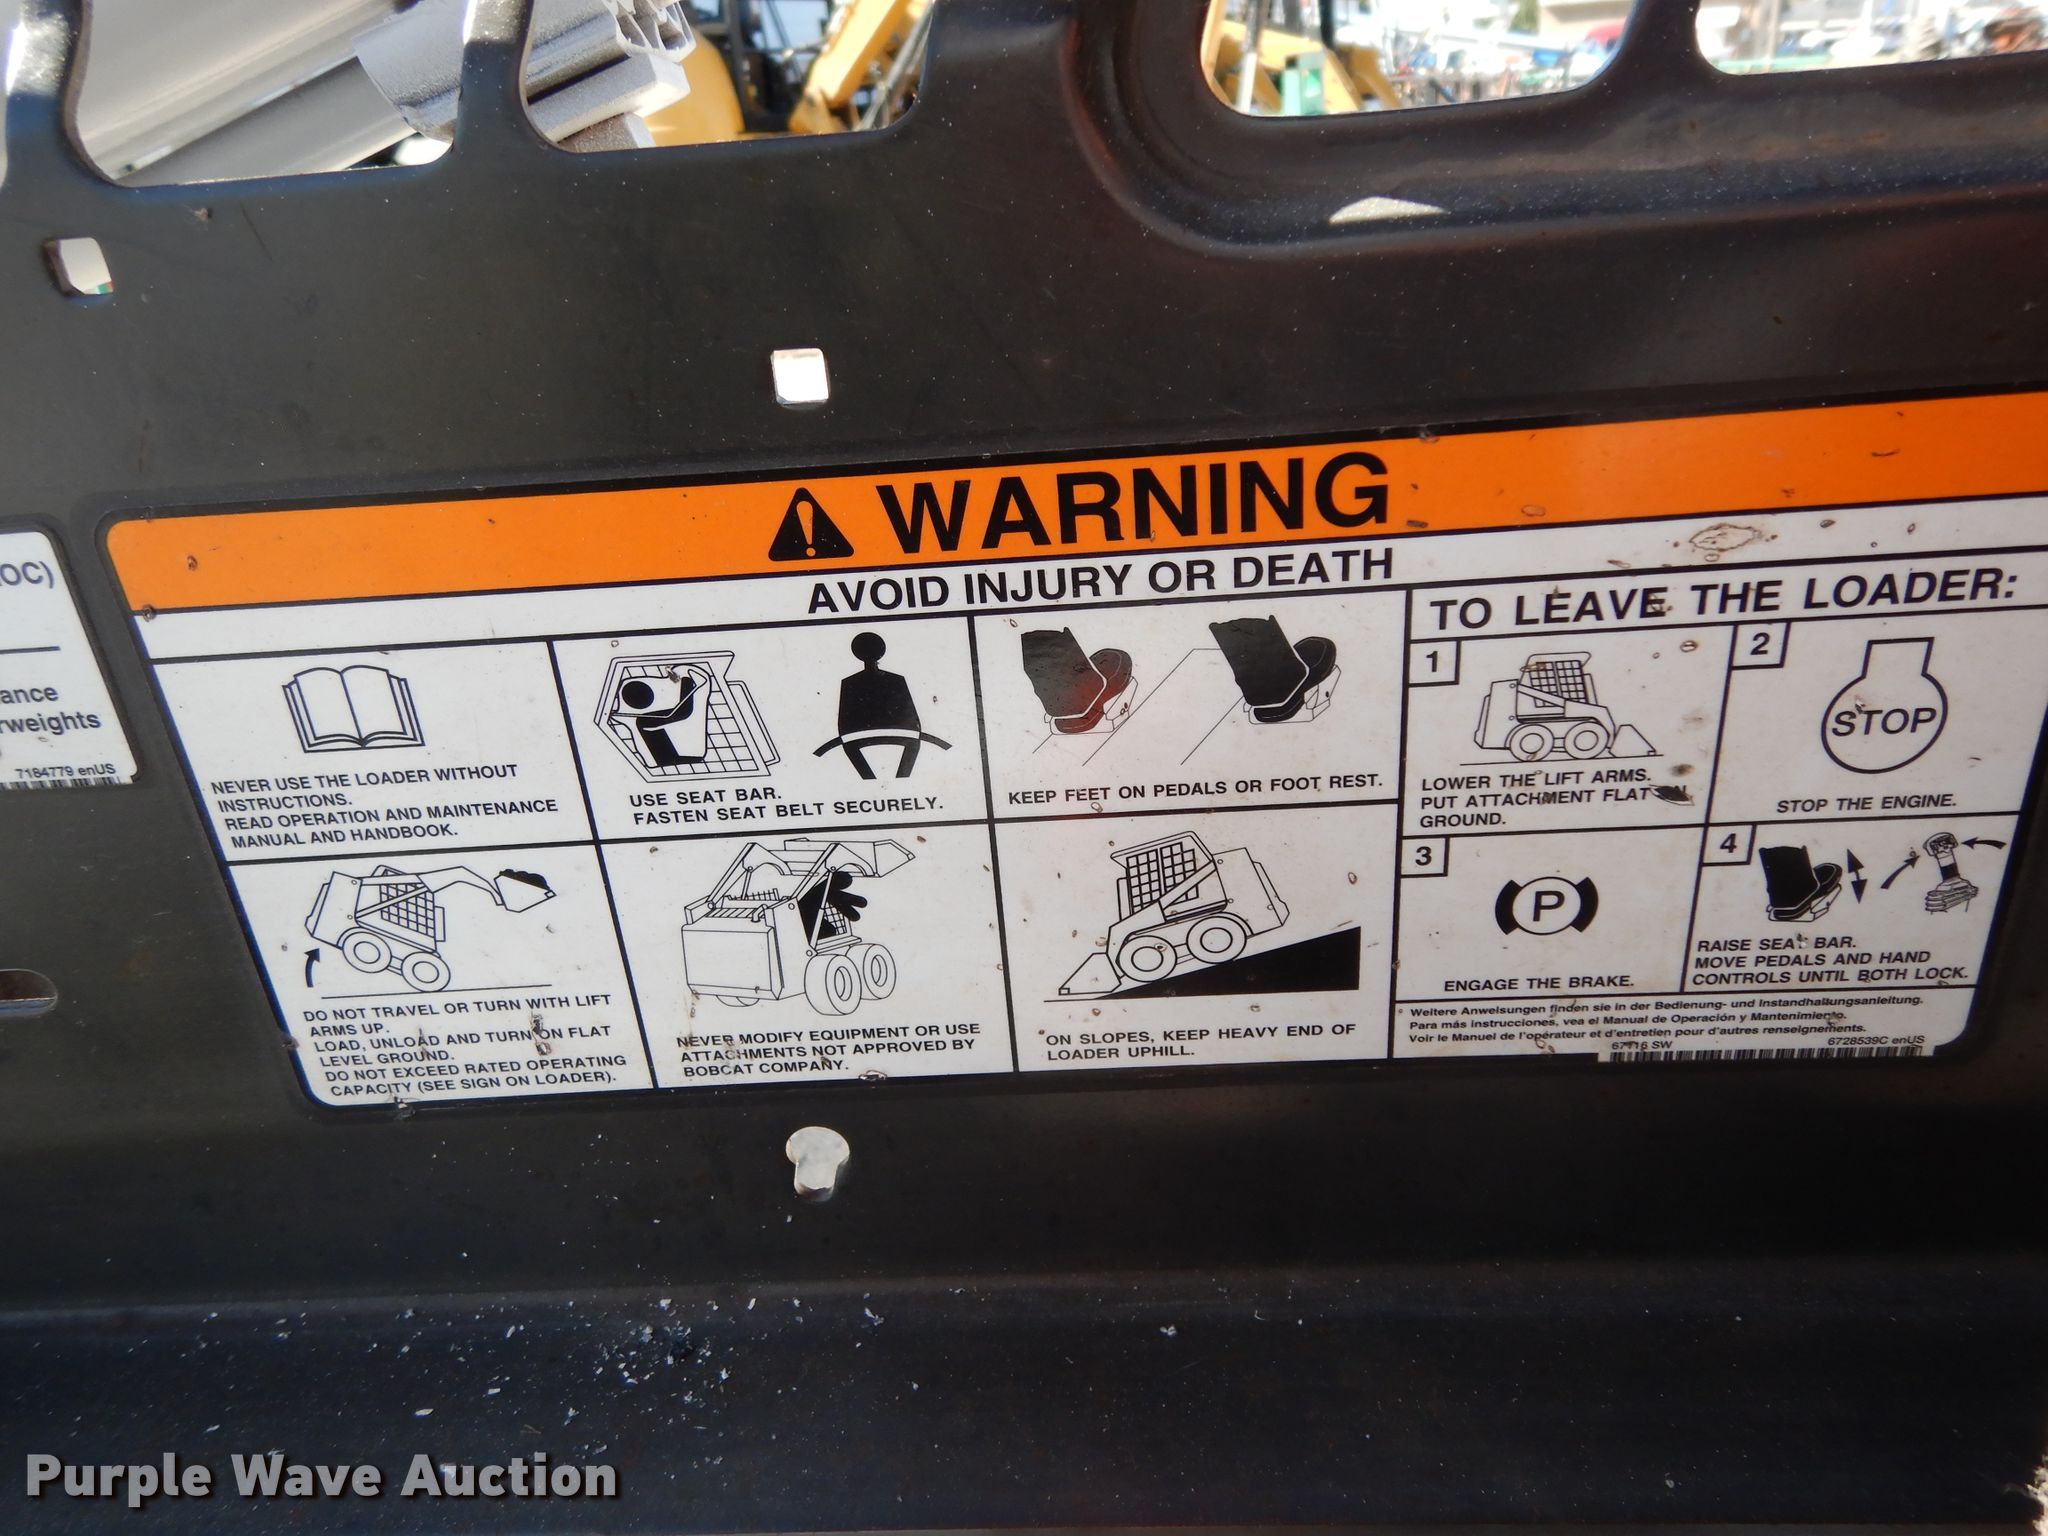 WARNING
AVOID INJURY OR DEATH
NEVER USE THE LOADER WITHOUT
INSTRUCTIONS.
READ OPERATION AND MAINTENANCE
MANUAL AND HANDBOOK.
USE SEAT BAR.
FASTEN SEAT BELT SECURELY.
KEEP FEET ON PEDALS OR FOOT REST.
DO NOT TRAVEL OR TURN WITH LIFT
ARMS UP.
LOAD, UNLOAD AND TURN ON FLAT
LEVEL GROUND.
DO NOT EXCEED RATED OPERATING
CAPACITY (SEE SIGN ON LOADER).
NEVER MODIFY EQUIPMENT OR USE
ATTACHMENTS NOT APPROVED BY
BOBCAT COMPANY.
ON SLOPES, KEEP HEAVY END OF
LOADER UPHILL.
TO LEAVE THE LOADER:
1
LOWER THE LIFT ARMS.
PUT ATTACHMENT FLAT ON
GROUND.
2
STOP
STOP THE ENGINE.
3
P
ENGAGE THE BRAKE.
4
RAISE SEAT BAR.
MOVE PEDALS AND HAND
CONTROLS UNTIL BOTH LOCK.
Weitere Anweisungen finden sie in der Bedienung- und Instandhaltungsanleitung.
Para más instrucciones, vea el Manual de Operación y Mantenimiento.
Voir le Manuel de l'opérateur et d'entretien pour d'autres renseignements.
67116 SW 6728539C enUS
OC)
ance
rweights
7184779 enUS
Purple Wave Auction